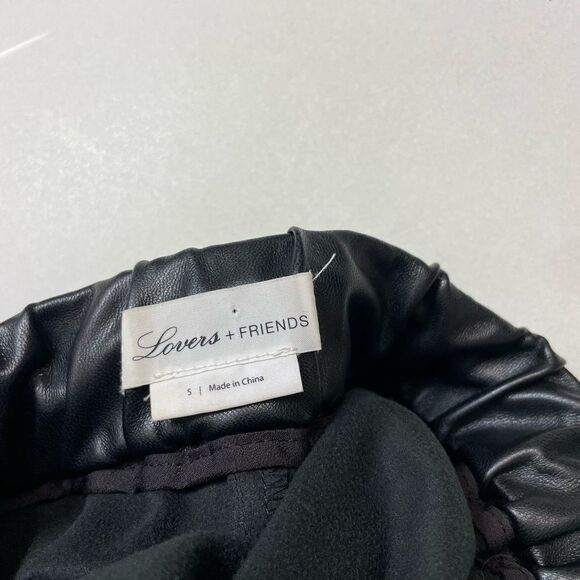 Lovers + FRIENDS
S | Made in China